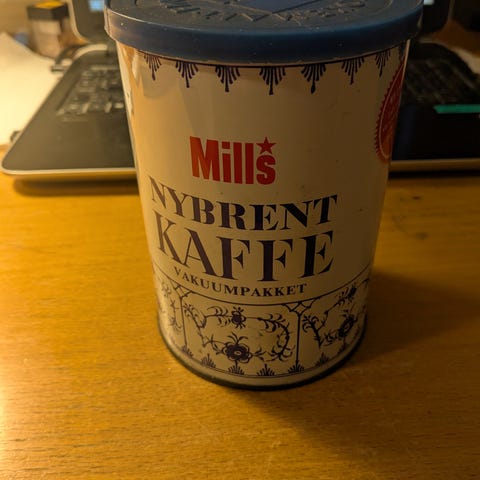 Mills
NYBRENT
KAFFE
VAKUUMPAKKET